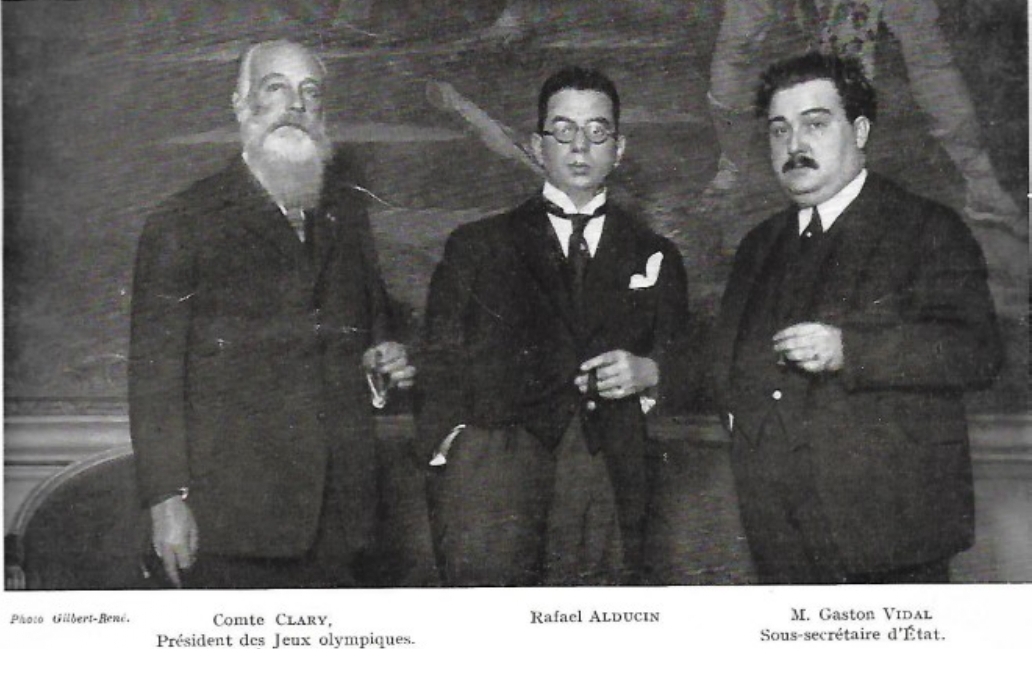 Photo Gilbert-René.
Comte CLARY,
Président des Jeux olympiques.
Rafael ALDUCIN
M. Gaston VIDAL
Sous-secrétaire d'État.